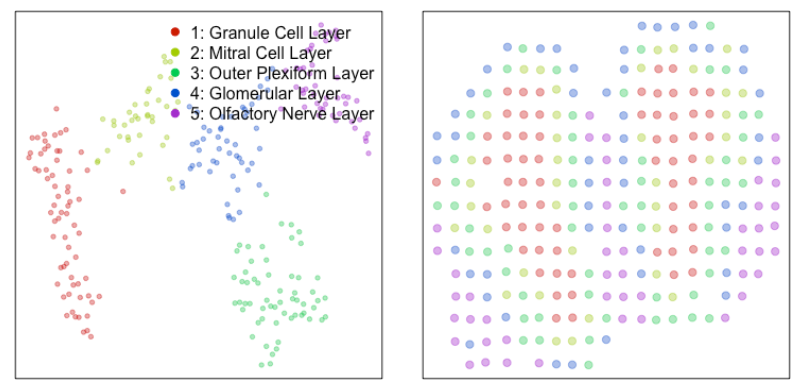 1: Granule Cell Layer
2: Mitral Cell Layer
3: Outer Plexiform Layer
4: Glomerular Layer
5: Olfactory Nerve Layer